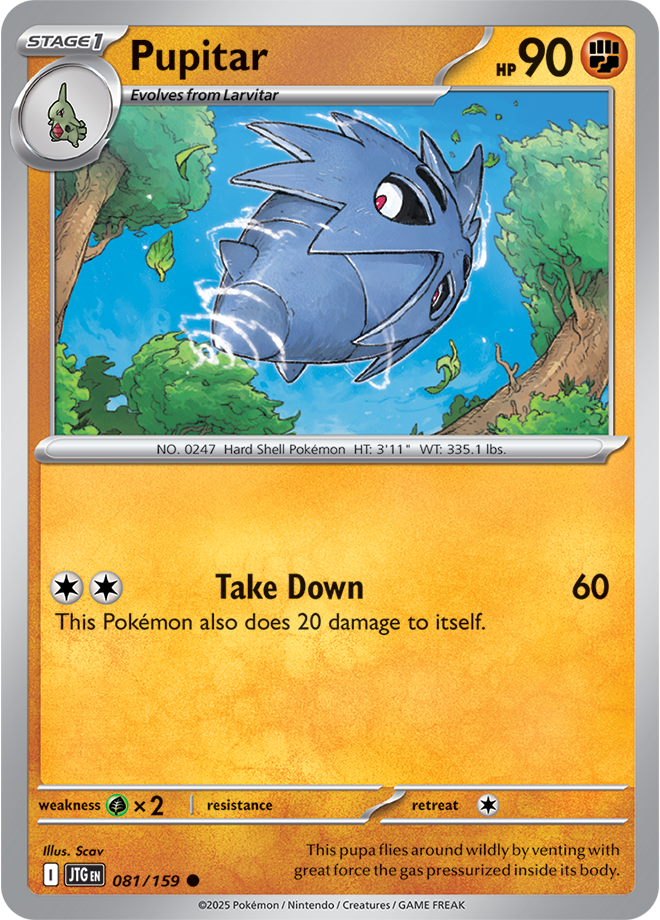 STAGE1
Pupitar
HP 90
Evolves from Larvitar
NO. 0247 Hard Shell Pokémon HT: 3'11" WT: 335.1 lbs.
Take Down 60
This Pokémon also does 20 damage to itself.
weakness ×2 resistance retreat
Illus. Scav
This pupa flies around wildly by venting with
great force the gas pressurized inside its body.
I JTG EN 081/159
©2025 Pokémon / Nintendo / Creatures / GAME FREAK